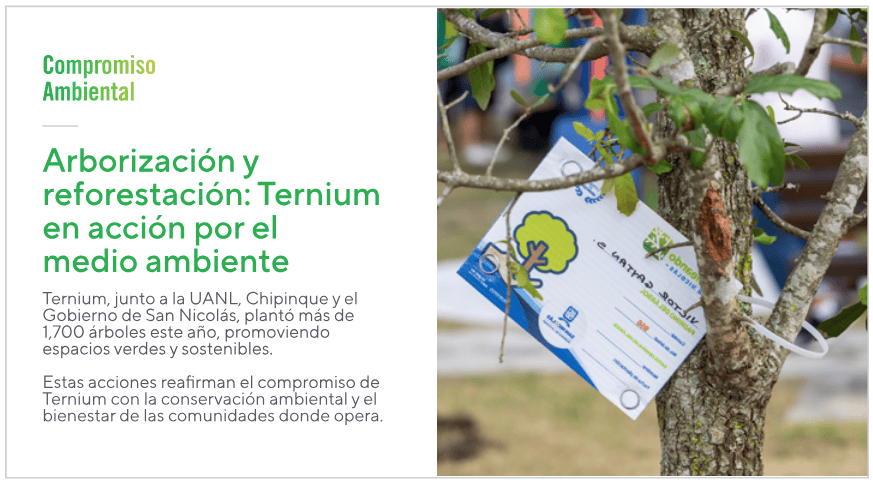 Compromiso
Ambiental
Arborización y
reforestación: Ternium
en acción por el
medio ambiente
Ternium, junto a la UANL, Chipinque y el
Gobierno de San Nicolás, plantó más de
1,700 árboles este año, promoviendo
espacios verdes y sostenibles.
Estas acciones reafirman el compromiso de
Ternium con la conservación ambiental y el
bienestar de las comunidades donde opera.
VICTOR GAYTAN S.